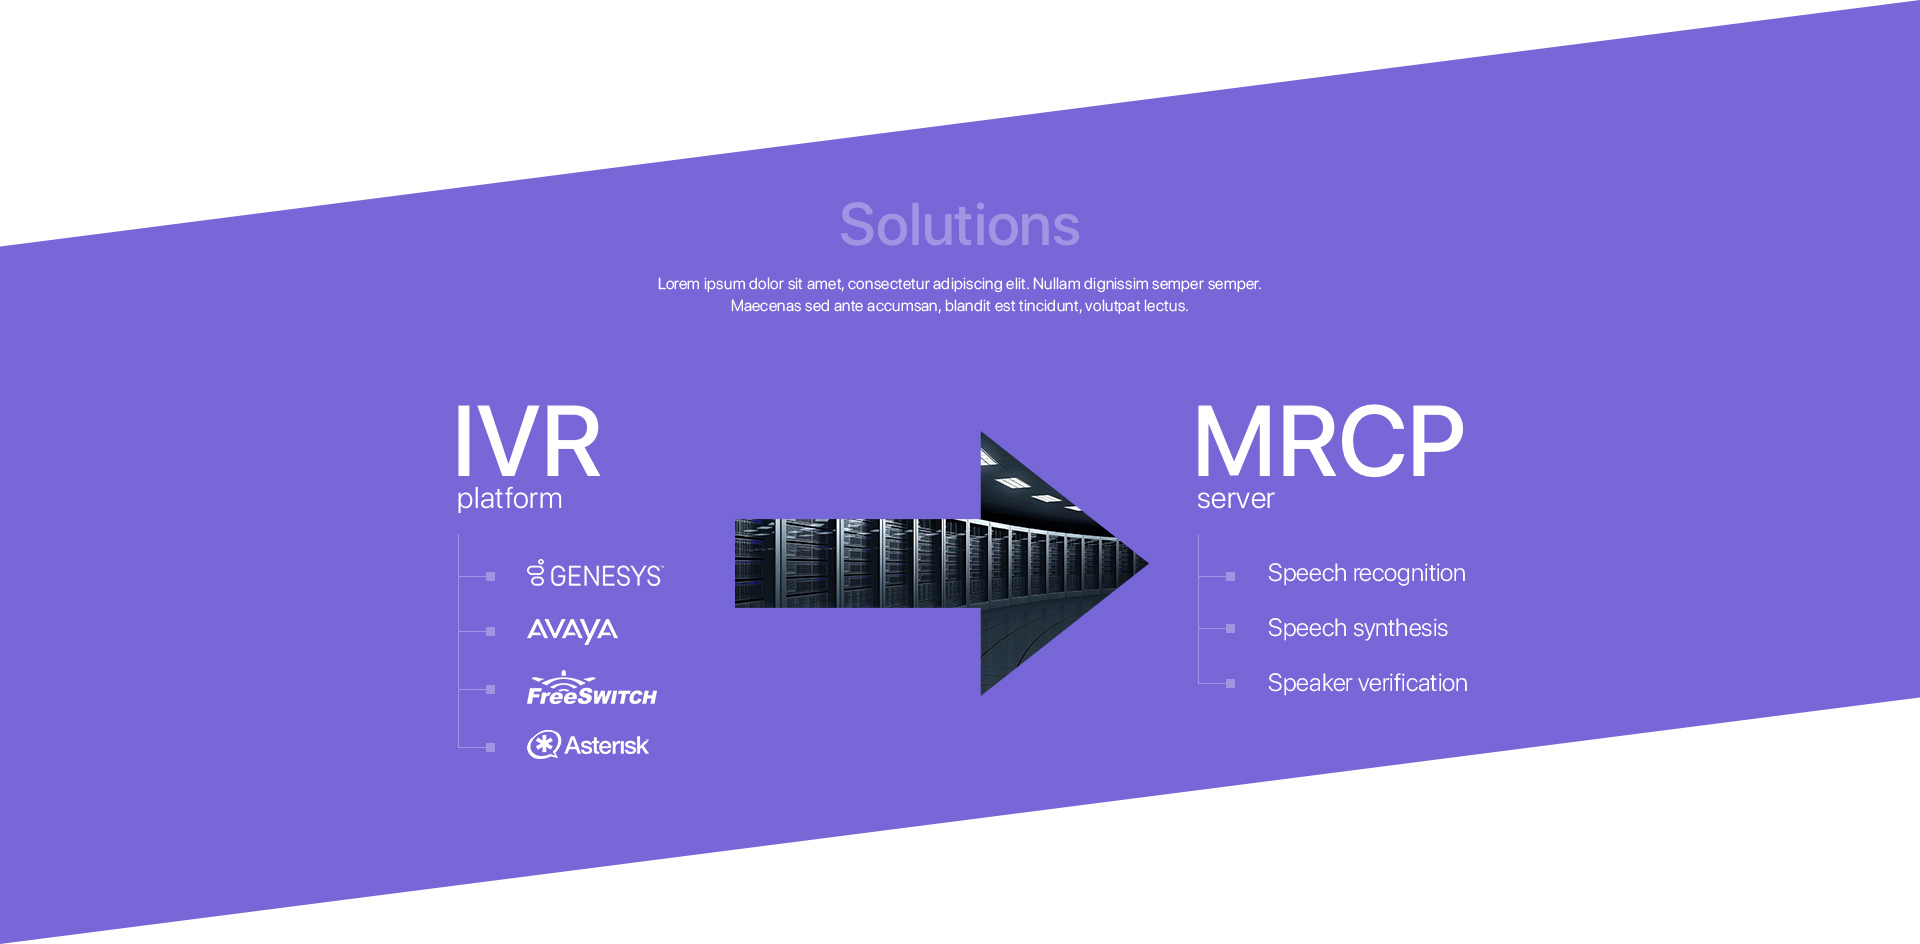 Solutions
Lorem ipsum dolor sit amet, consectetur adipiscing elit. Nullam dignissim semper semper.
Maecenas sed ante accumsan, blandit est tincidunt, volutpat lectus.
IVR
platform
GENESYS™
AVAYA
FreeSWITCH
Asterisk
MRCP
server
Speech recognition
Speech synthesis
Speaker verification